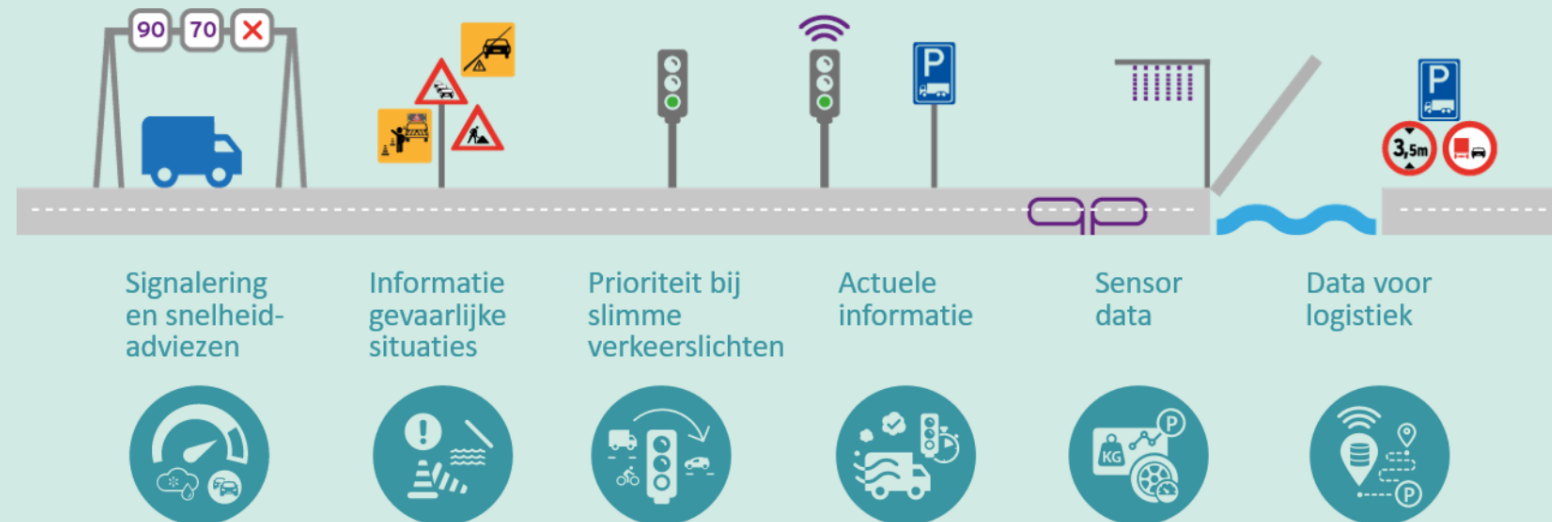 90 70
P
P
3,5m
Signalering
en snelheid-
adviezen
Informatie
gevaarlijke
situaties
Prioriteit bij
slimme
verkeerslichten
Actuele
informatie
Sensor
data
Data voor
logistiek
P
KG
P